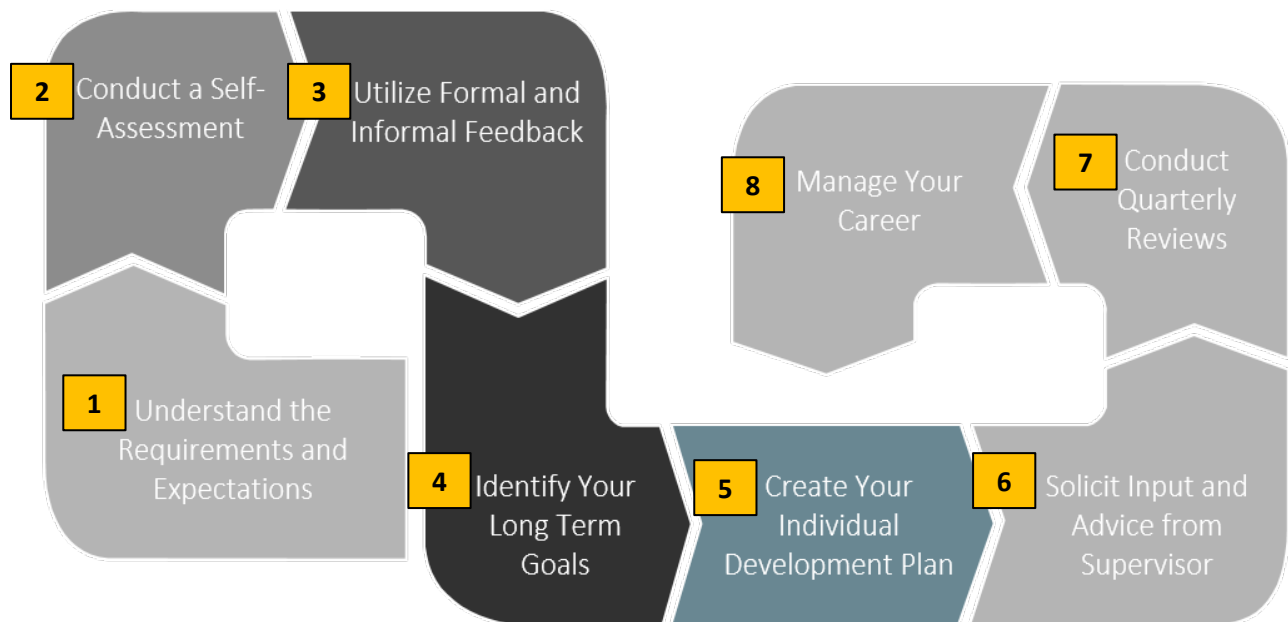 1
Understand the
Requirements and
Expectations
2
Conduct a Self-
Assessment
3
Utilize Formal and
Informal Feedback
4
Identify Your
Long Term
Goals
5
Create Your
Individual
Development Plan
6
Solicit Input and
Advice from
Supervisor
7
Conduct
Quarterly
Reviews
8
Manage Your
Career